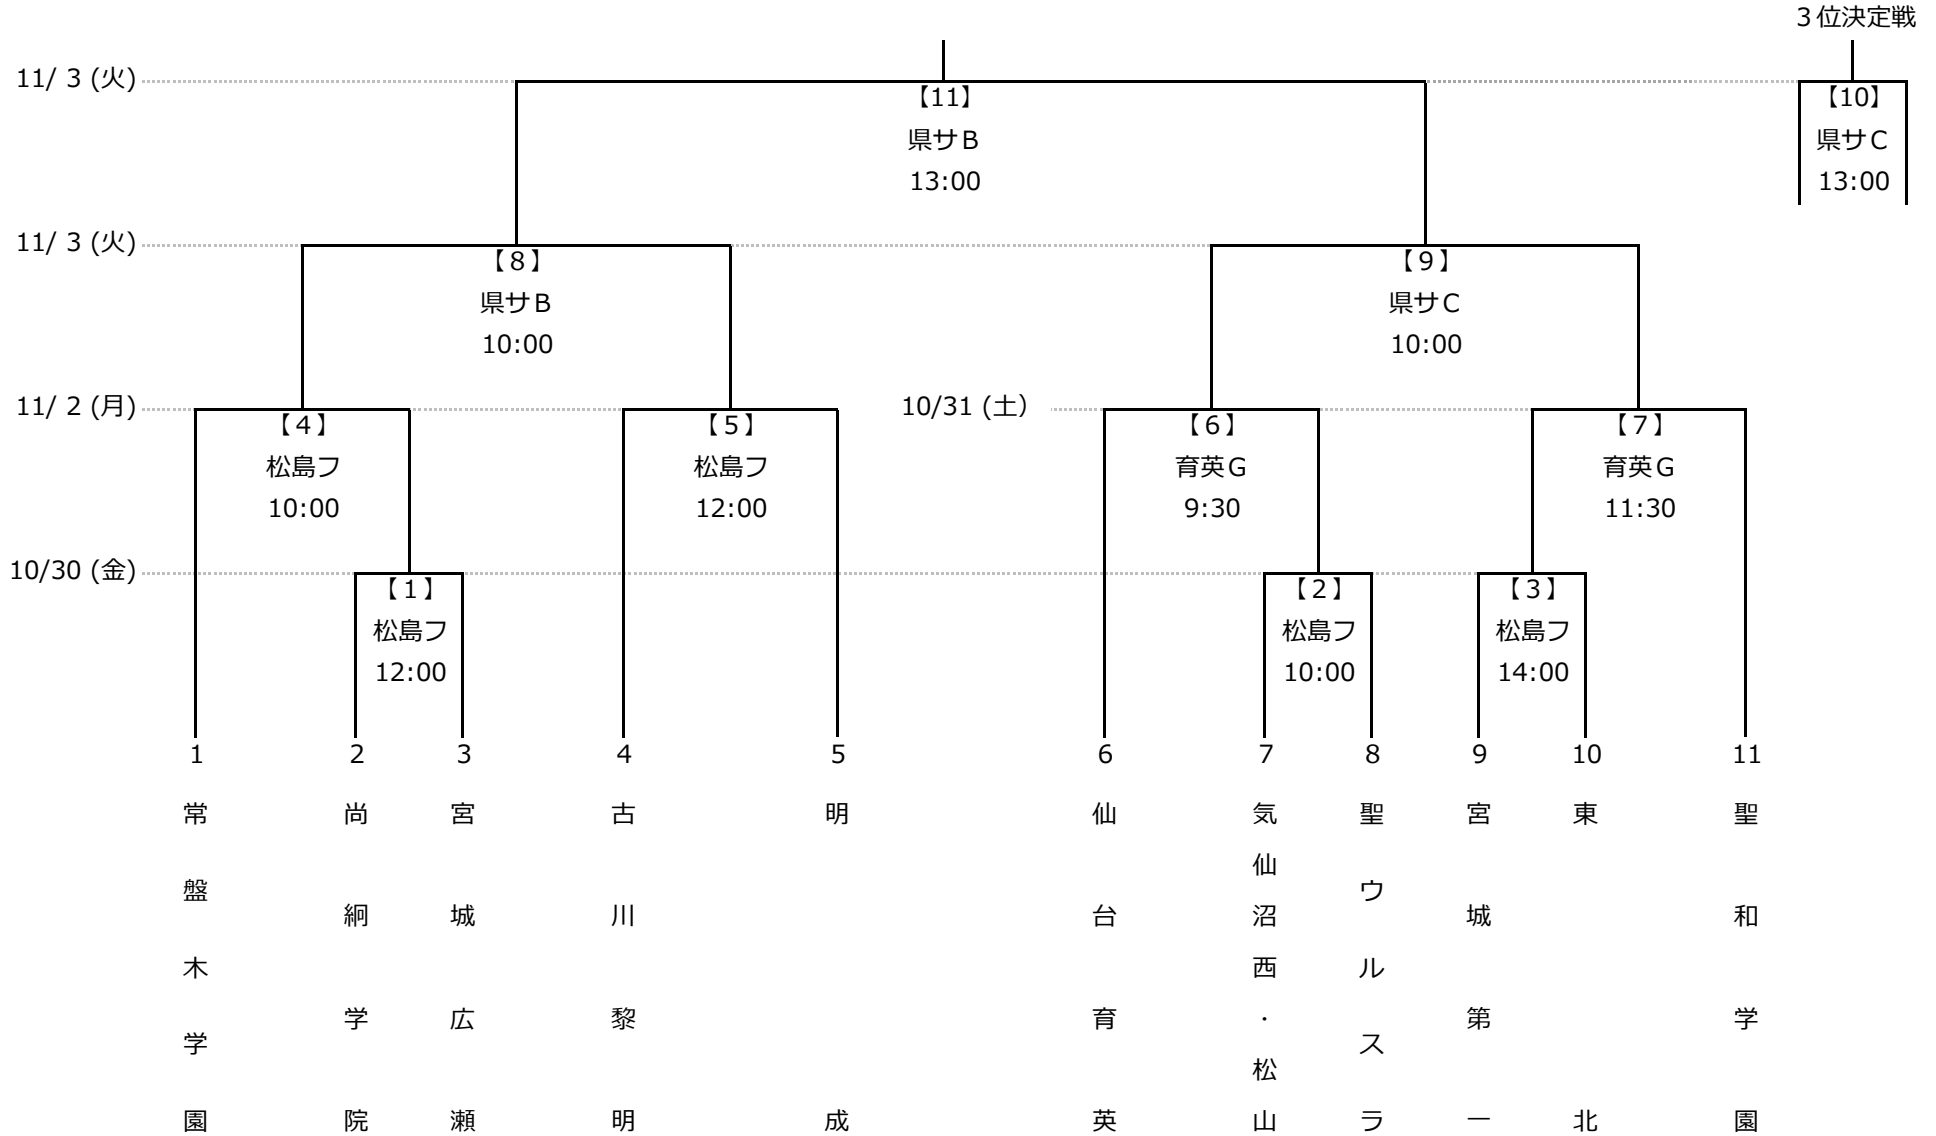 ３位決定戦
11/ 3 (火)
【11】
【10】
県サＢ
県サＣ
13:00
13:00
11/ 3 (火)
【８】
【９】
県サＢ
県サＣ
10:00
10:00
11/ 2 (月)
10/31 (土）
【４】
【５】
【６】
【７】
松島フ
松島フ
育英Ｇ
育英Ｇ
10:00
12:00
9:30
11:30
10/30 (金)
【１】
【２】
【３】
松島フ
松島フ
松島フ
12:00
10:00
14:00
1
2
3
4
5
6
7
8
9
10
11
常盤木学園
尚絅学院
宮城広瀬
古川黎明
明成
仙台育英
気仙沼西・松山
聖ウルスラ
宮城第一
東北
聖和学園